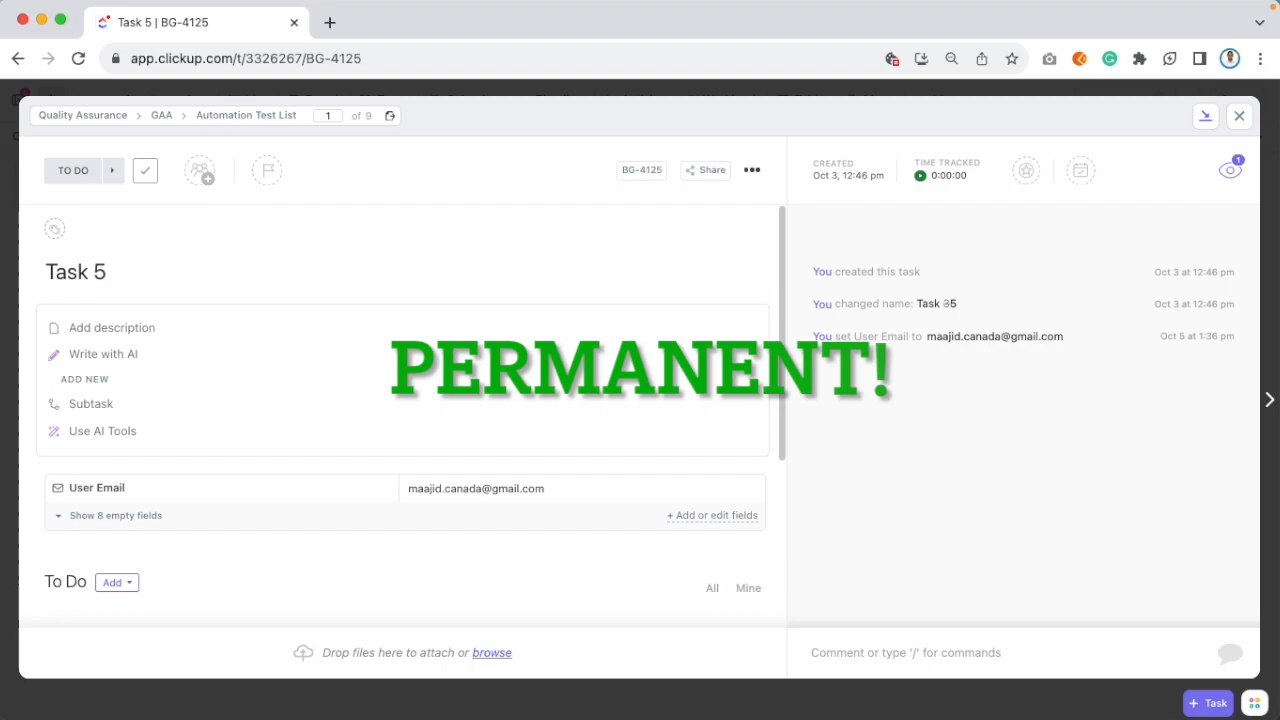 Task 5 | BG-4125
app.clickup.com/t/3326267/BG-4125
Quality Assurance > GAA > Automation Test List 1 of 9
TO DO
BG-4125 Share
CREATED
Oct 3, 12:46 pm
TIME TRACKED
0:00:00
1
Task 5
Add description
Write with AI
ADD NEW
Subtask
Use AI Tools
User Email maajid.canada@gmail.com
Show 8 empty fields + Add or edit fields
To Do Add All Mine
Drop files here to attach or browse
You created this task Oct 3 at 12:46 pm
You changed name: Task 35 Oct 3 at 12:46 pm
You set User Email to maajid.canada@gmail.com Oct 5 at 1:36 pm
PERMANENT!
Comment or type '/' for commands
+ Task